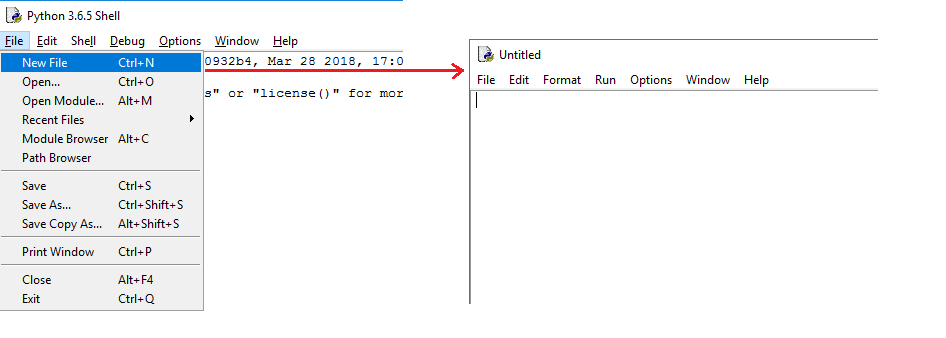 Python 3.6.5 Shell
File Edit Shell Debug Options Window Help
0932b4, Mar 28 2018, 17:0
s" or "license()" for mor
New File Ctrl+N
Open... Ctrl+O
Open Module... Alt+M
Recent Files
Module Browser Alt+C
Path Browser
Save Ctrl+S
Save As... Ctrl+Shift+S
Save Copy As... Alt+Shift+S
Print Window Ctrl+P
Close Alt+F4
Exit Ctrl+Q
Untitled
File Edit Format Run Options Window Help